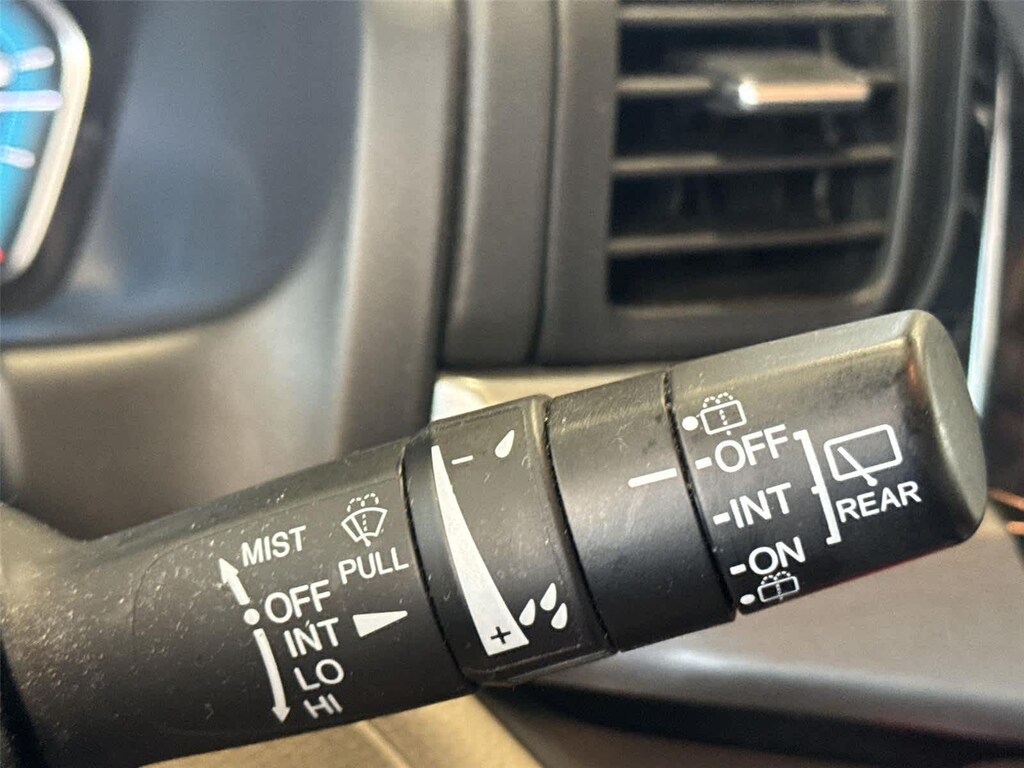 MIST
PULL
OFF
INT
LO
HI
-
+
OFF
INT
ON
REAR